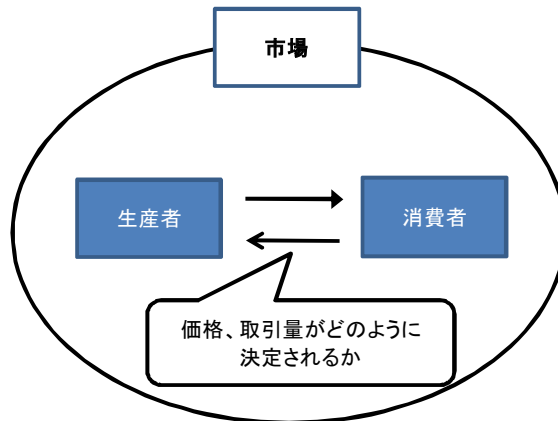 市場
生産者
消費者
価格、取引量がどのように
決定されるか